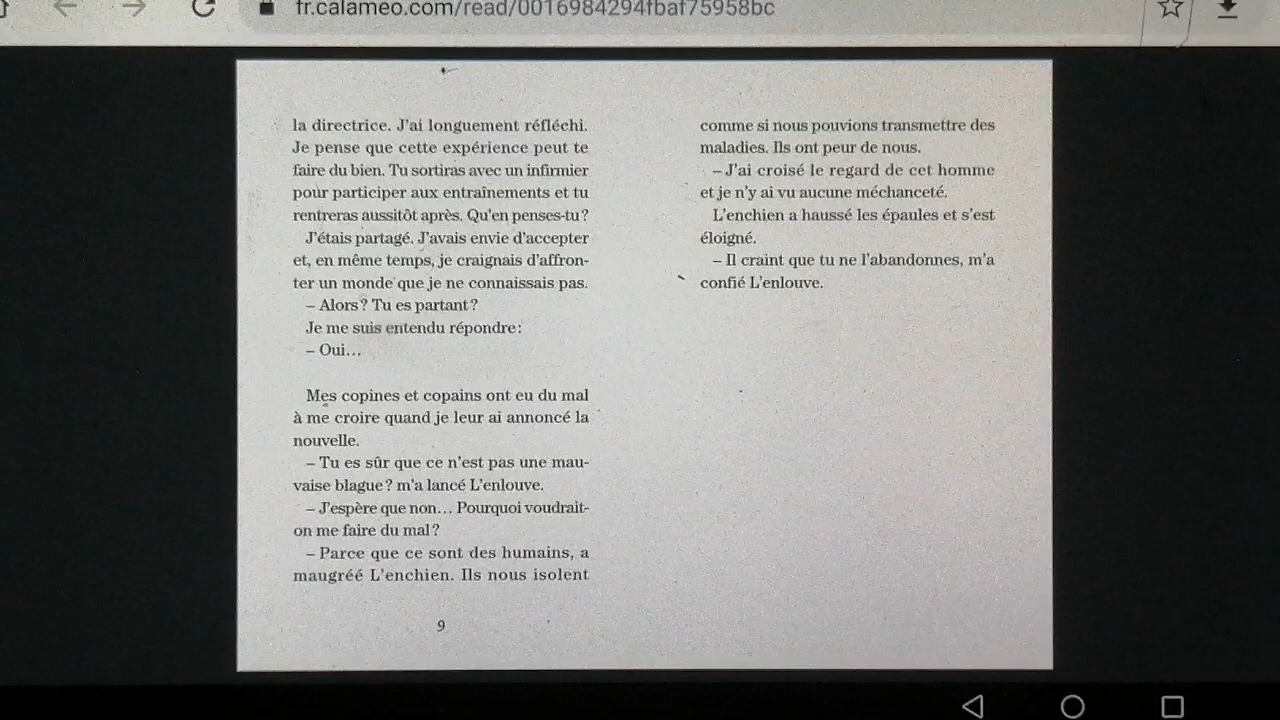 fr.calameo.com/read/0016984294fbaf75958bc
la directrice. J'ai longuement réfléchi.
Je pense que cette expérience peut te
faire du bien. Tu sortiras avec un infirmier
pour participer aux entraînements et tu
rentreras aussitôt après. Qu'en penses-tu?
J'étais partagé. J'avais envie d'accepter
et, en même temps, je craignais d'affron-
ter un monde que je ne connaissais pas.
– Alors? Tu es partant?
Je me suis entendu répondre:
– Oui…
Mes copines et copains ont eu du mal
à me croire quand je leur ai annoncé la
nouvelle.
– Tu es sûr que ce n'est pas une mau-
vaise blague? m'a lancé L'enlouve.
– J'espère que non… Pourquoi voudrait-
on me faire du mal?
– Parce que ce sont des humains, a
maugréé L'enchien. Ils nous isolent
9
comme si nous pouvions transmettre des
maladies. Ils ont peur de nous.
– J'ai croisé le regard de cet homme
et je n'y ai vu aucune méchanceté.
L'enchien a haussé les épaules et s'est
éloigné.
– Il craint que tu ne l'abandonnes, m'a
confié L'enlouve.